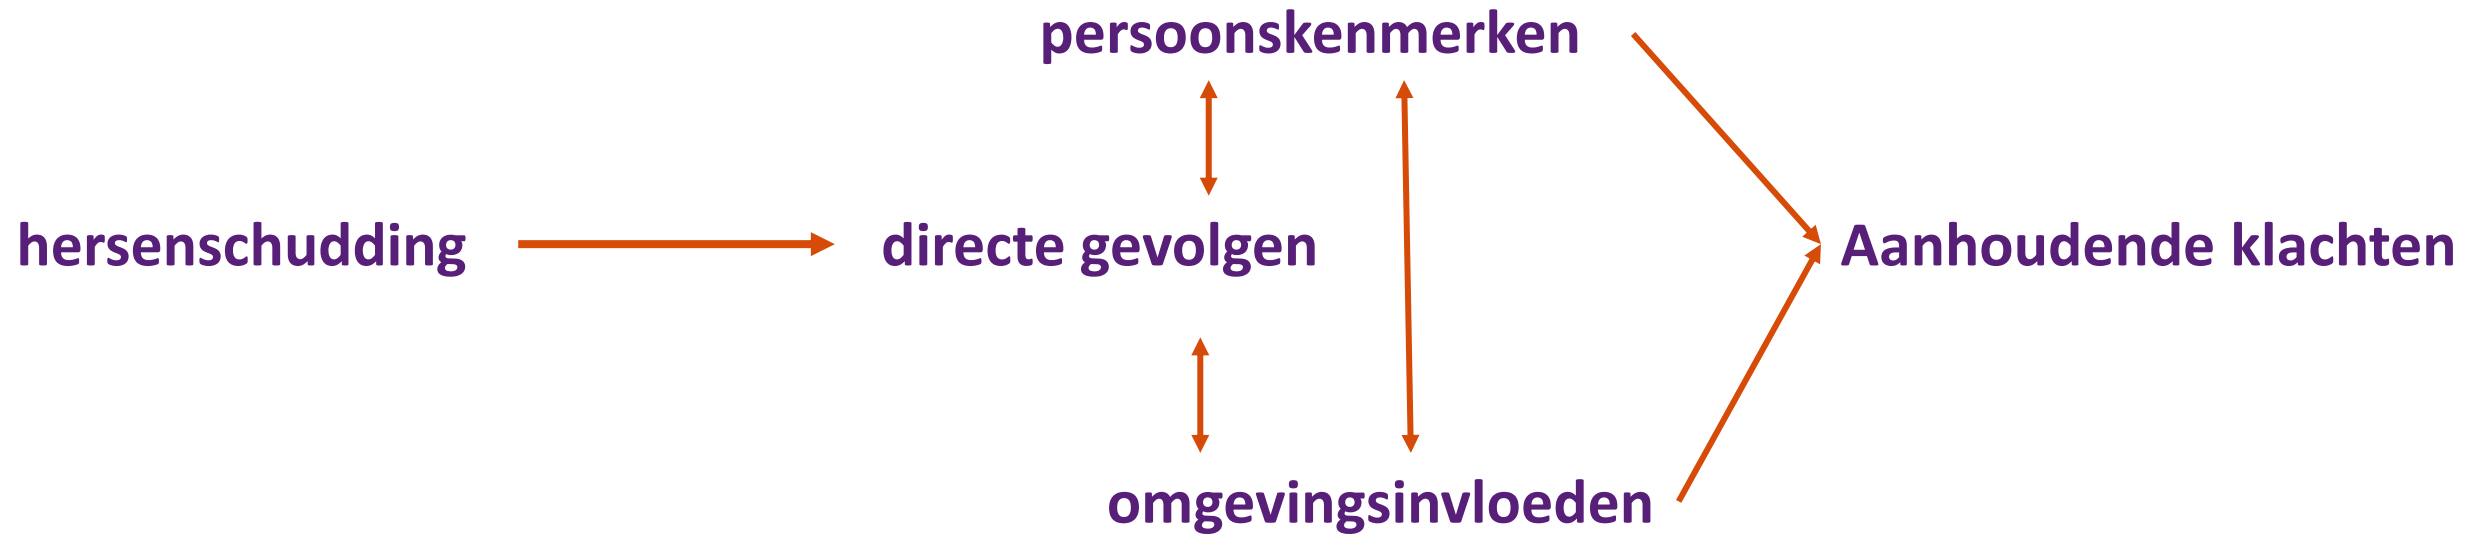 persoonskenmerken
hersenschudding
directe gevolgen
Aanhoudende klachten
omgevingsinvloeden